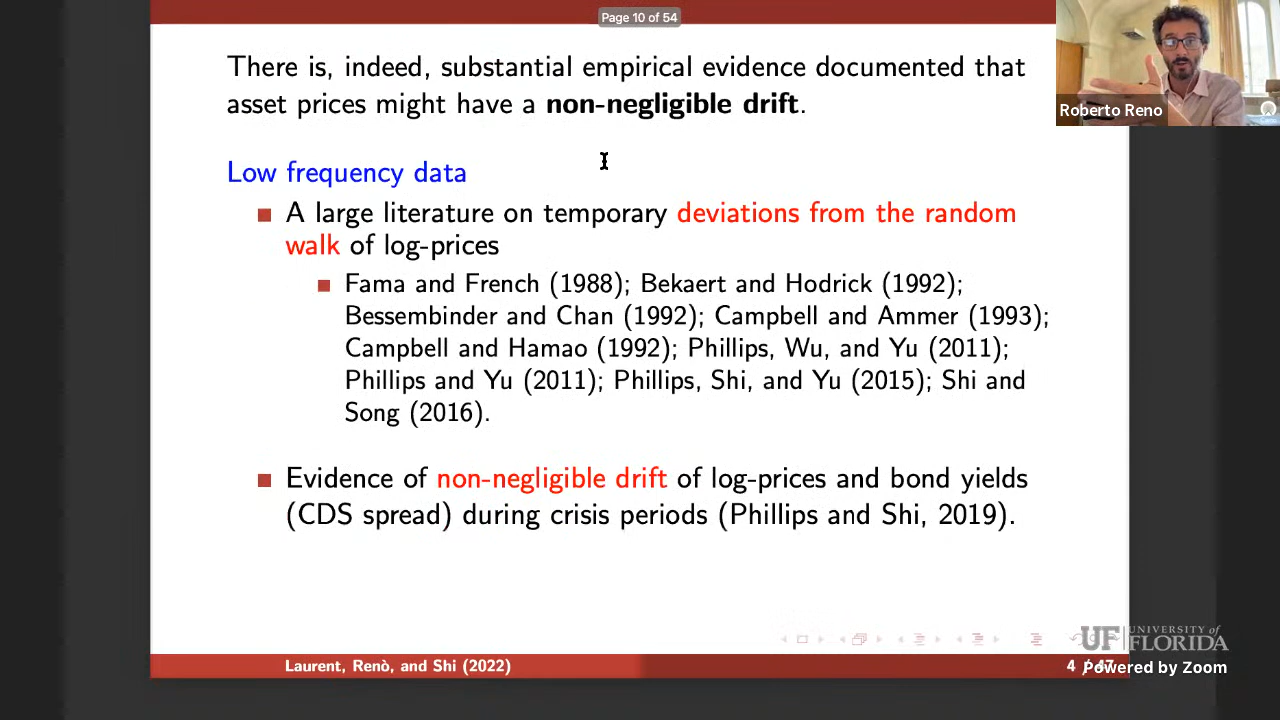 Page 10 of 54
There is, indeed, substantial empirical evidence documented that
asset prices might have a non-negligible drift.
Roberto Reno
Low frequency data
A large literature on temporary deviations from the random
walk of log-prices
Fama and French (1988); Bekaert and Hodrick (1992);
Bessembinder and Chan (1992); Campbell and Ammer (1993);
Campbell and Hamao (1992); Phillips, Wu, and Yu (2011);
Phillips and Yu (2011); Phillips, Shi, and Yu (2015); Shi and
Song (2016).
Evidence of non-negligible drift of log-prices and bond yields
(CDS spread) during crisis periods (Phillips and Shi, 2019).
UF UNIVERSITY of
FLORIDA
Laurent, Renò, and Shi (2022)
4 / 47
Powered by Zoom